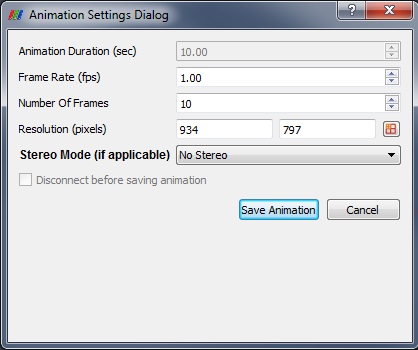 Animation Settings Dialog
Animation Duration (sec) 10.00
Frame Rate (fps) 1.00
Number Of Frames 10
Resolution (pixels) 934 797
Stereo Mode (if applicable) No Stereo
Disconnect before saving animation
Save Animation Cancel